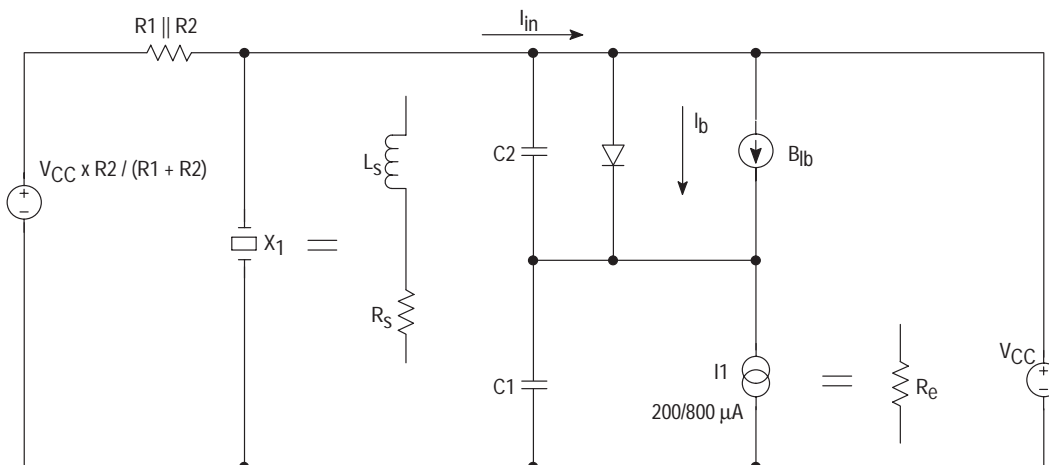 R1 || R2
I_in
V_CC x R2 / (R1 + R2)
+
−
X_1
L_s
R_s
C2
I_b
B_Ib
C1
I1
200/800 µA
R_e
V_CC
+
−